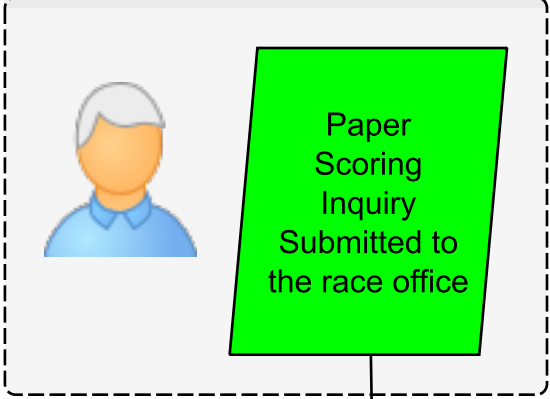 Paper
Scoring
Inquiry
Submitted to
the race office